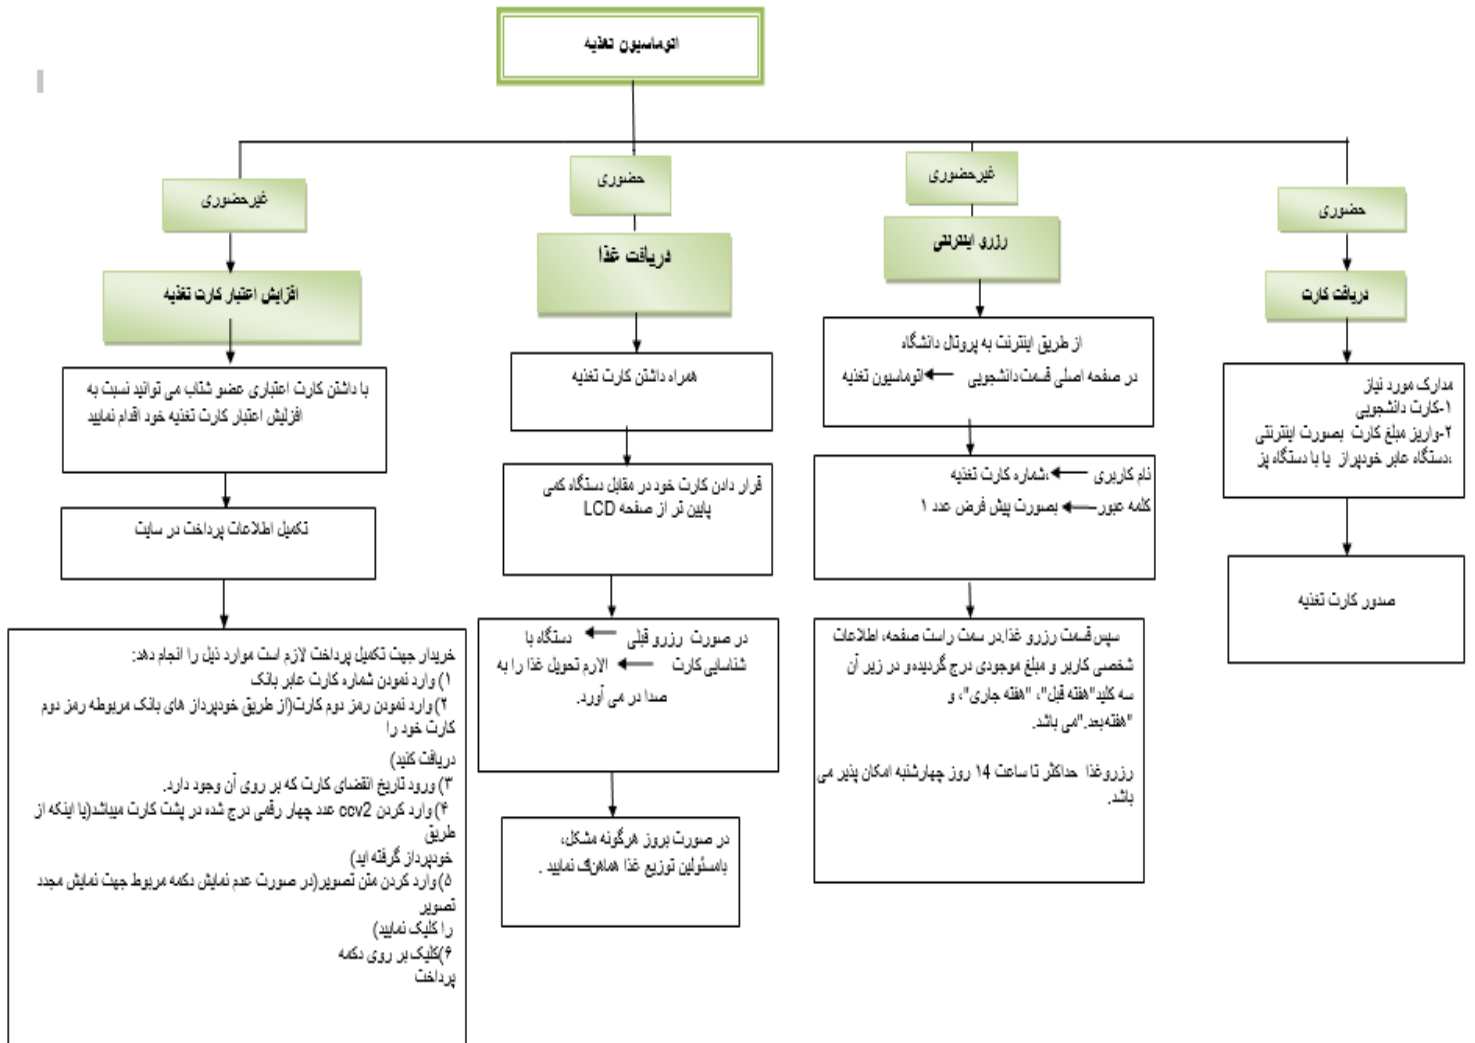 اتوماسیون تغذیه
حضوری
دریافت کارت
مدارک مورد نیاز
۱-کارت دانشجویی
۲-واریز مبلغ کارت بصورت اینترنتی
،دستگاه عابر خودپراز یا با دستگاه پز
صدور کارت تغذیه
غیرحضوری
رزرو اینترنتی
از طریق اینترنت به پروتال دانشگاه
در صفحه اصلی قسمت دانشجویی ← اتوماسیون تغذیه
نام کاربری ← ،شماره کارت تغذیه
کلمه عبور ← بصورت پیش فرض عدد ۱
سپس قسمت رزرو غذا.در سمت راست صفحه، اطلاعات
شخصی کاربر و مبلغ موجودی درج گردیده و در زیر آن
سه کلید"هفته قبل"، "هفته جاری"، و
"هفته بعد."می باشد.
رزروغذا حداکثر تا ساعت 14 روز چهارشنبه امکان پذیر می
باشد.
حضوری
دریافت غذا
همراه داشتن کارت تغذیه
قرار دادن کارت خود در مقابل دستگاه کمی
پایین تر از صفحه LCD
در صورت رزرو قبلی ← دستگاه با
شناسایی کارت ← الارم تحویل غذا را به
صدا در می آورد.
در صورت بروز هرگونه مشکل،
بامسئولین توزیع غذا هماهنگ نمایید .
غیرحضوری
افزایش اعتبار کارت تغذیه
با داشتن کارت اعتباری عضو شتاب می توانید نسبت به
افزلیش اعتبار کارت تغذیه خود اقدام نمایید
تکمیل اطلاعات پرداخت در سایت
خریدار جهت تکمیل پرداخت لازم است موارد ذیل را انجام دهد:
۱) وارد نمودن شماره کارت عابر بانک
۲) وارد نمودن رمز دوم کارت(از طریق خودپرداز های بانک مربوطه رمز دوم
کارت خود را
دریافت کنید)
۳) ورود تاریخ انقضای کارت که بر روی آن وجود دارد.
۴) وارد کردن ccv2 عدد چهار رقمی درج شده در پشت کارت میباشد(یا اینکه از
طریق
خودپرداز گرفته اید)
۵) وارد کردن متن تصویر(در صورت عدم نمایش دکمه مربوط جهت نمایش مجدد
تصویر
را کلیک نمایید)
۶)کلیک بر روی دکمه
پرداخت